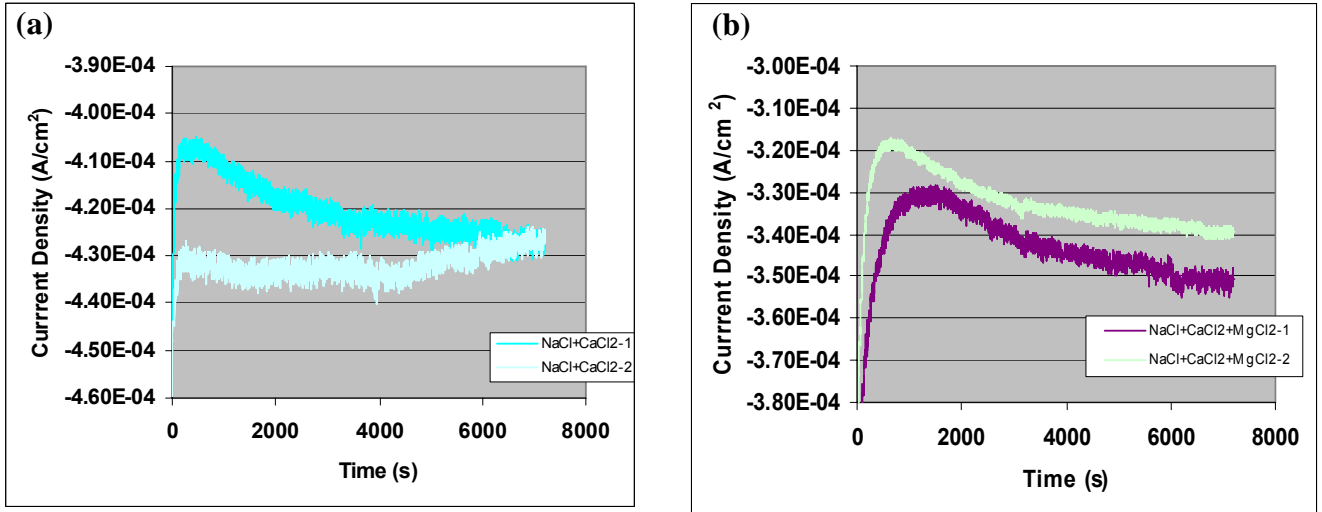 (a)
Currrent Density (A/cm²)
-3.90E-04
-4.00E-04
-4.10E-04
-4.20E-04
-4.30E-04
-4.40E-04
-4.50E-04
-4.60E-04
NaCl+CaCl2-1
NaCl+CaCl2-2
0 2000 4000 6000 8000
Time (s)
(b)
Currrent Density (A/cm²)
-3.00E-04
-3.10E-04
-3.20E-04
-3.30E-04
-3.40E-04
-3.50E-04
-3.60E-04
-3.70E-04
-3.80E-04
NaCl+CaCl2+MgCl2-1
NaCl+CaCl2+MgCl2-2
0 2000 4000 6000 8000
Time (s)